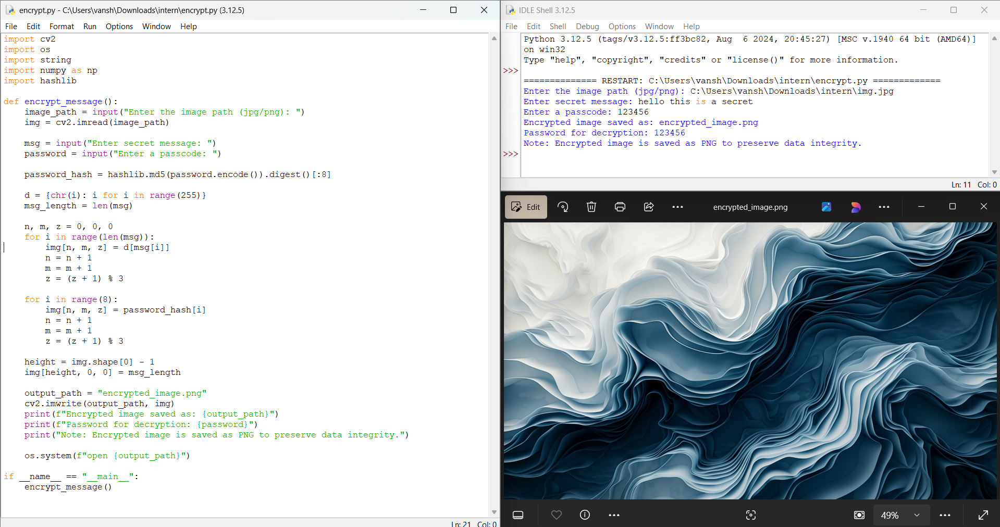 encrypt.py - C:\Users\vansh\Downloads\intern\encrypt.py (3.12.5)
File Edit Format Run Options Window Help
import cv2
import os
import string
import numpy as np
import hashlib

def encrypt_message():
    image_path = input("Enter the image path (jpg/png): ")
    img = cv2.imread(image_path)

    msg = input("Enter secret message: ")
    password = input("Enter a passcode: ")

    password_hash = hashlib.md5(password.encode()).digest()[:8]

    d = {chr(i): i for i in range(255)}
    msg_length = len(msg)

    n, m, z = 0, 0, 0
    for i in range(len(msg)):
        img[n, m, z] = d[msg[i]]
        n = n + 1
        m = m + 1
        z = (z + 1) % 3

    for i in range(8):
        img[n, m, z] = password_hash[i]
        n = n + 1
        m = m + 1
        z = (z + 1) % 3

    height = img.shape[0] - 1
    img[height, 0, 0] = msg_length

    output_path = "encrypted_image.png"
    cv2.imwrite(output_path, img)
    print(f"Encrypted image saved as: {output_path}")
    print(f"Password for decryption: {password}")
    print("Note: Encrypted image is saved as PNG to preserve data integrity.")

    os.system(f"open {output_path}")

if __name__ == "__main__":
    encrypt_message()
Ln: 21 Col: 0
IDLE Shell 3.12.5
File Edit Shell Debug Options Window Help
Python 3.12.5 (tags/v3.12.5:ff3bc82, Aug  6 2024, 20:45:27) [MSC v.1940 64 bit (AMD64)]
on win32
Type "help", "copyright", "credits" or "license()" for more information.
>>>
============== RESTART: C:\Users\vansh\Downloads\intern\encrypt.py =============
Enter the image path (jpg/png): C:\Users\vansh\Downloads\intern\img.jpg
Enter secret message: hello this is a secret
Enter a passcode: 123456
Encrypted image saved as: encrypted_image.png
Password for decryption: 123456
Note: Encrypted image is saved as PNG to preserve data integrity.
>>>
Ln: 11 Col: 0
Edit encrypted_image.png
49%